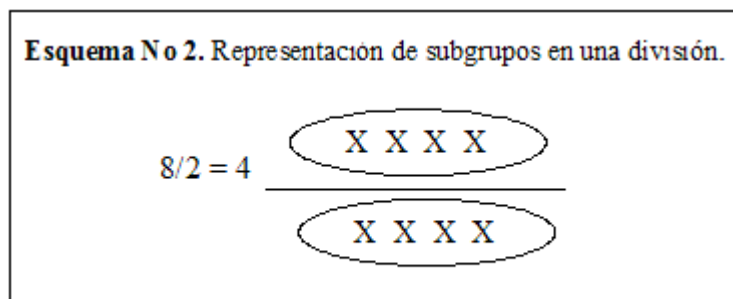 Esquema No 2. Representación de subgrupos en una división.
X X X X
8/2 = 4
X X X X